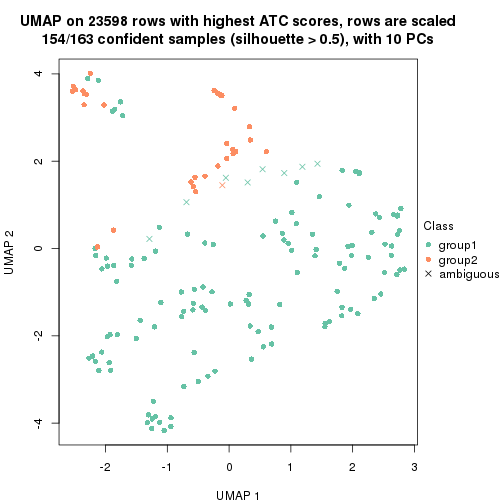 UMAP on 23598 rows with highest ATC scores, rows are scaled
154/163 confident samples (silhouette > 0.5), with 10 PCs
4
2
0
-2
-4
UMAP 2
-2
-1
0
1
2
3
UMAP 1
Class
group1
group2
ambiguous